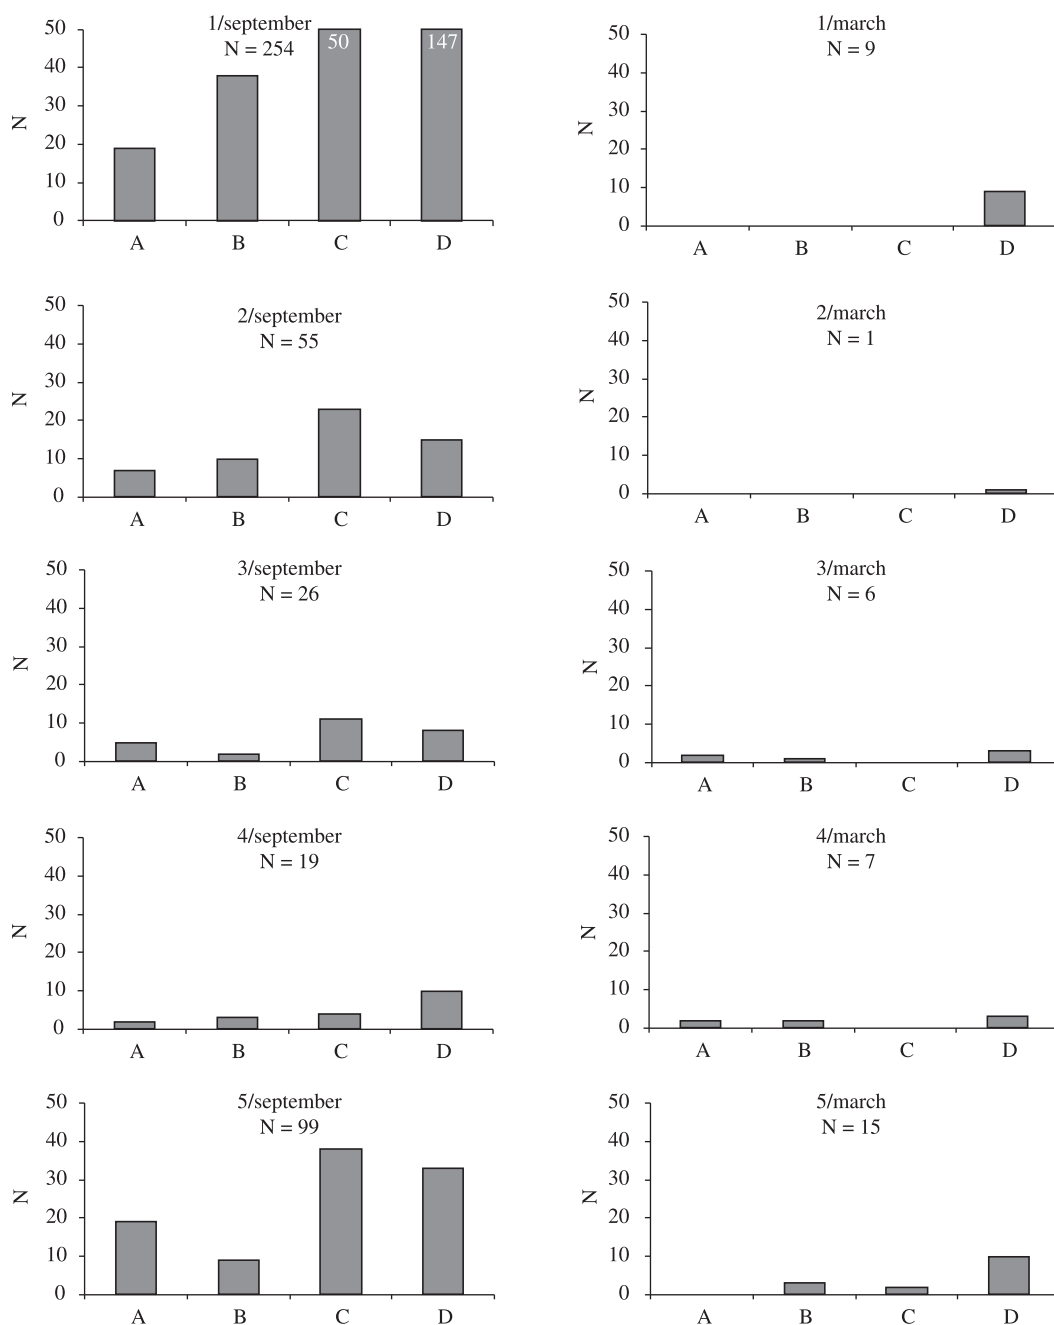 1/september
N = 254
50
40
30
20
10
0
N
50
147
A B C D
1/march
N = 9
50
40
30
20
10
0
N
A B C D
2/september
N = 55
50
40
30
20
10
0
N
A B C D
2/march
N = 1
50
40
30
20
10
0
N
A B C D
3/september
N = 26
50
40
30
20
10
0
N
A B C D
3/march
N = 6
50
40
30
20
10
0
N
A B C D
4/september
N = 19
50
40
30
20
10
0
N
A B C D
4/march
N = 7
50
40
30
20
10
0
N
A B C D
5/september
N = 99
50
40
30
20
10
0
N
A B C D
5/march
N = 15
50
40
30
20
10
0
N
A B C D